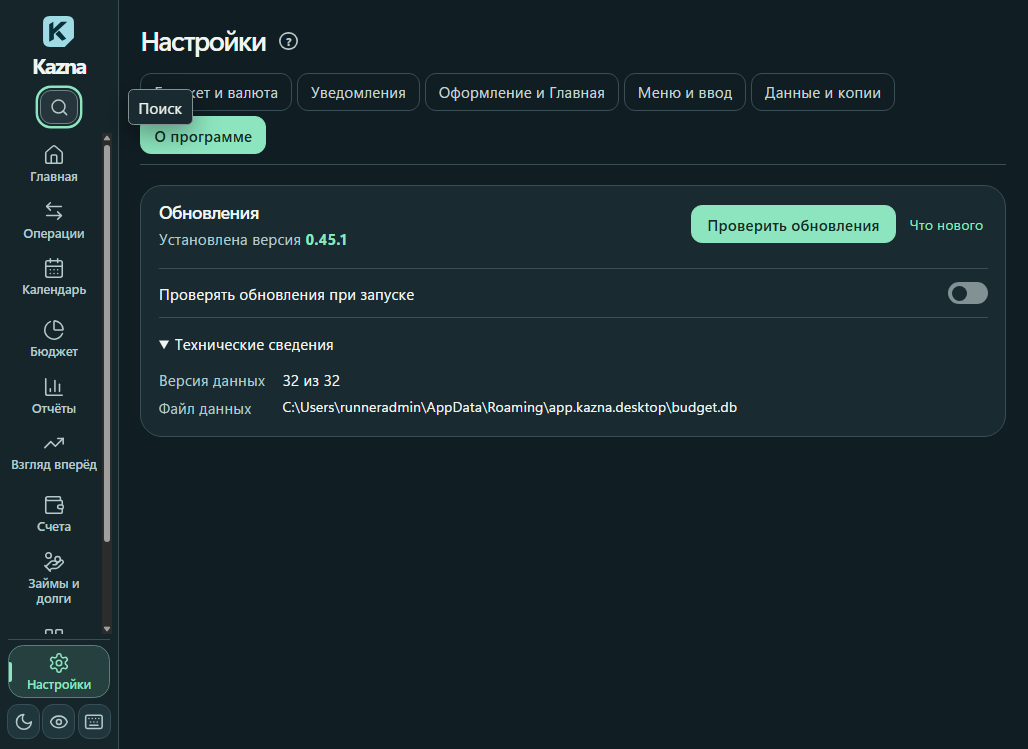 Kazna
Поиск
Главная
Операции
Календарь
Бюджет
Отчёты
Взгляд вперёд
Счета
Займы и
долги
Настройки
Настройки
и валюта
Уведомления
Оформление и Главная
Меню и ввод
Данные и копии
О программе
Обновления
Установлена версия 0.45.1
Проверить обновления
Что нового
Проверять обновления при запуске
Технические сведения
Версия данных 32 из 32
Файл данных C:\Users\runneradmin\AppData\Roaming\app.kazna.desktop\budget.db